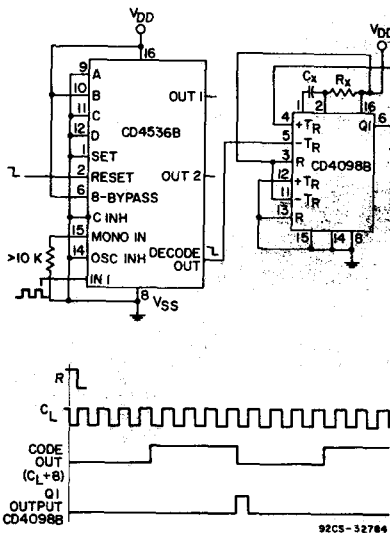 VDD
16
9 A
10 B
11 C
12 D
1 SET
2 RESET
6 8-BYPASS
C INH
15 MONO IN
14 OSC INH
IN 1
>10 K
CD4536B
OUT 1
OUT 2
DECODE
OUT
8 VSS
VDD
CX RX
1 2 16
4 +TR
5 -TR
3 R
12 +TR
11 -TR
13 R
Q1 6
CD4098B
15 14 8
R
CL
CODE
OUT
(CL÷8)
Q1
OUTPUT
CD4098B
92CS-32784